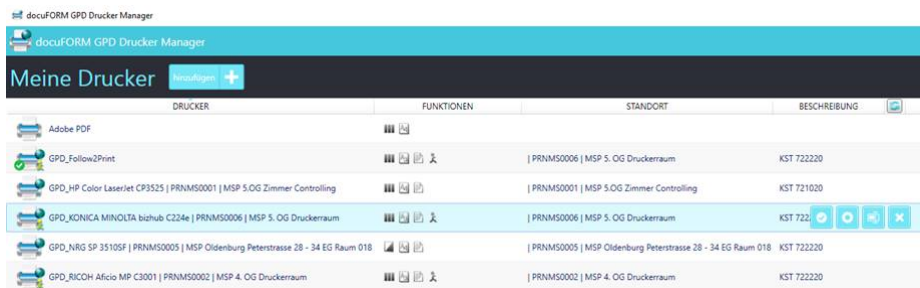 docuFORM GPD Drucker Manager
docuFORM GPD Drucker Manager
Meine Drucker hinzufügen
DRUCKER FUNKTIONEN STANDORT BESCHREIBUNG
Adobe PDF
GPD_Follow2Print | PRNMS0006 | MSP 5. OG Druckerraum KST 722220
GPD_HP Color LaserJet CP3525 | PRNMS0001 | MSP 5.OG Zimmer Controlling | PRNMS0001 | MSP 5.OG Zimmer Controlling KST 721020
GPD_KONICA MINOLTA bizhub C224e | PRNMS0006 | MSP 5. OG Druckerraum | PRNMS0006 | MSP 5. OG Druckerraum KST 722
GPD_NRG SP 3510SF | PRNMS0005 | MSP Oldenburg Peterstrasse 28 - 34 EG Raum 018 | PRNMS0005 | MSP Oldenburg Peterstrasse 28 - 34 EG Raum 018 KST 722220
GPD_RICOH Aficio MP C3001 | PRNMS0002 | MSP 4. OG Druckerraum | PRNMS0002 | MSP 4. OG Druckerraum KST 722220